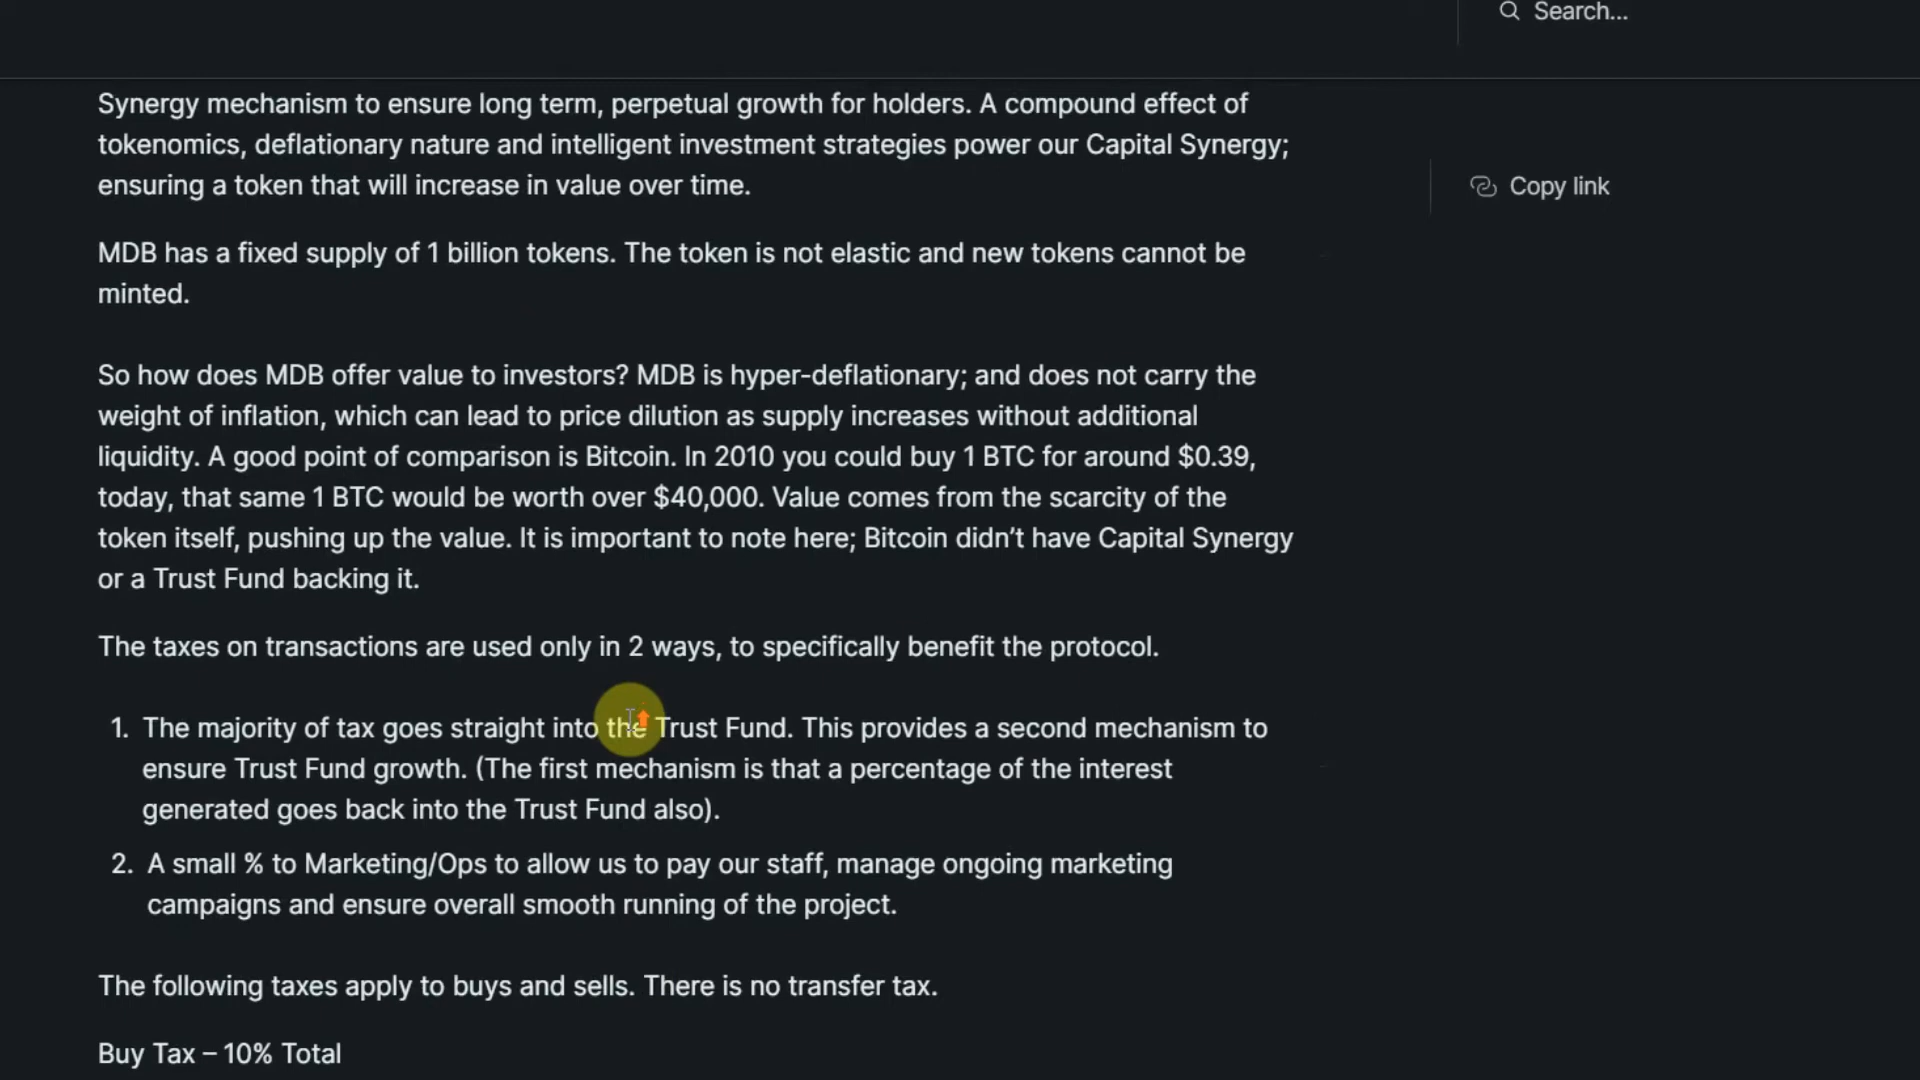 Search...
Synergy mechanism to ensure long term, perpetual growth for holders. A compound effect of
tokenomics, deflationary nature and intelligent investment strategies power our Capital Synergy;
ensuring a token that will increase in value over time.
Copy link
MDB has a fixed supply of 1 billion tokens. The token is not elastic and new tokens cannot be
minted.
So how does MDB offer value to investors? MDB is hyper-deflationary; and does not carry the
weight of inflation, which can lead to price dilution as supply increases without additional
liquidity. A good point of comparison is Bitcoin. In 2010 you could buy 1 BTC for around $0.39,
today, that same 1 BTC would be worth over $40,000. Value comes from the scarcity of the
token itself, pushing up the value. It is important to note here; Bitcoin didn’t have Capital Synergy
or a Trust Fund backing it.
The taxes on transactions are used only in 2 ways, to specifically benefit the protocol.
1. The majority of tax goes straight into the Trust Fund. This provides a second mechanism to
ensure Trust Fund growth. (The first mechanism is that a percentage of the interest
generated goes back into the Trust Fund also).
2. A small % to Marketing/Ops to allow us to pay our staff, manage ongoing marketing
campaigns and ensure overall smooth running of the project.
The following taxes apply to buys and sells. There is no transfer tax.
Buy Tax – 10% Total